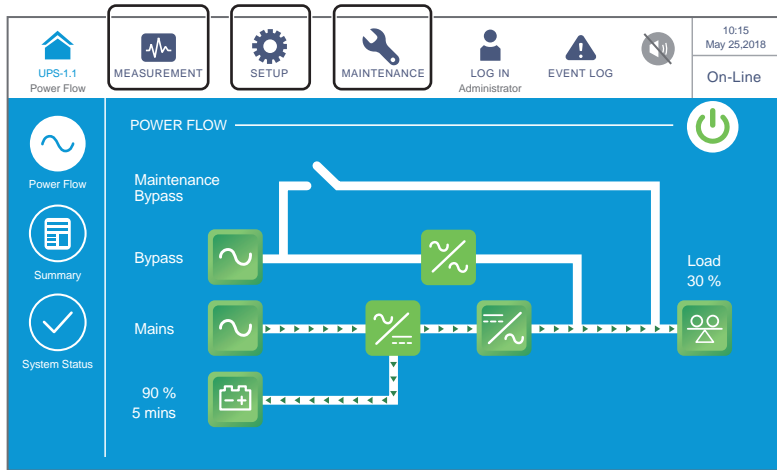 UPS-1.1
Power Flow
MEASUREMENT
SETUP
MAINTENANCE
LOG IN
Administrator
EVENT LOG
10:15
May 25,2018
On-Line
POWER FLOW
Power Flow
Summary
System Status
Maintenance
Bypass
Bypass
Load
30 %
Mains
90 %
5 mins